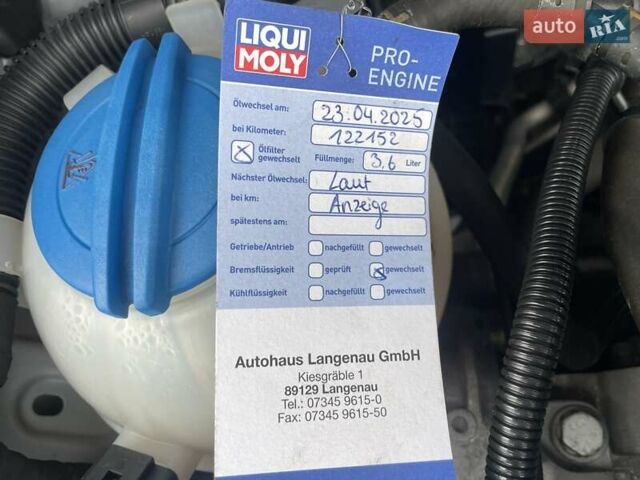 LIQUI
MOLY
PRO-
ENGINE
auto RIA
.com
Ölwechsel am: 23.04.2025
bei Kilometer: 122152
Ölfilter
gewechselt Füllmenge: 3,6 Liter
Nächster Ölwechsel: Laut
bei km: Anzeige
spätestens am:
Getriebe/Antrieb nachgefüllt gewechselt
Bremsflüssigkeit geprüft gewechselt
Kühlflüssigkeit nachgefüllt gewechselt
Autohaus Langenau GmbH
Kiesgräble 1
89129 Langenau
Tel.: 07345 9615-0
Fax: 07345 9615-50